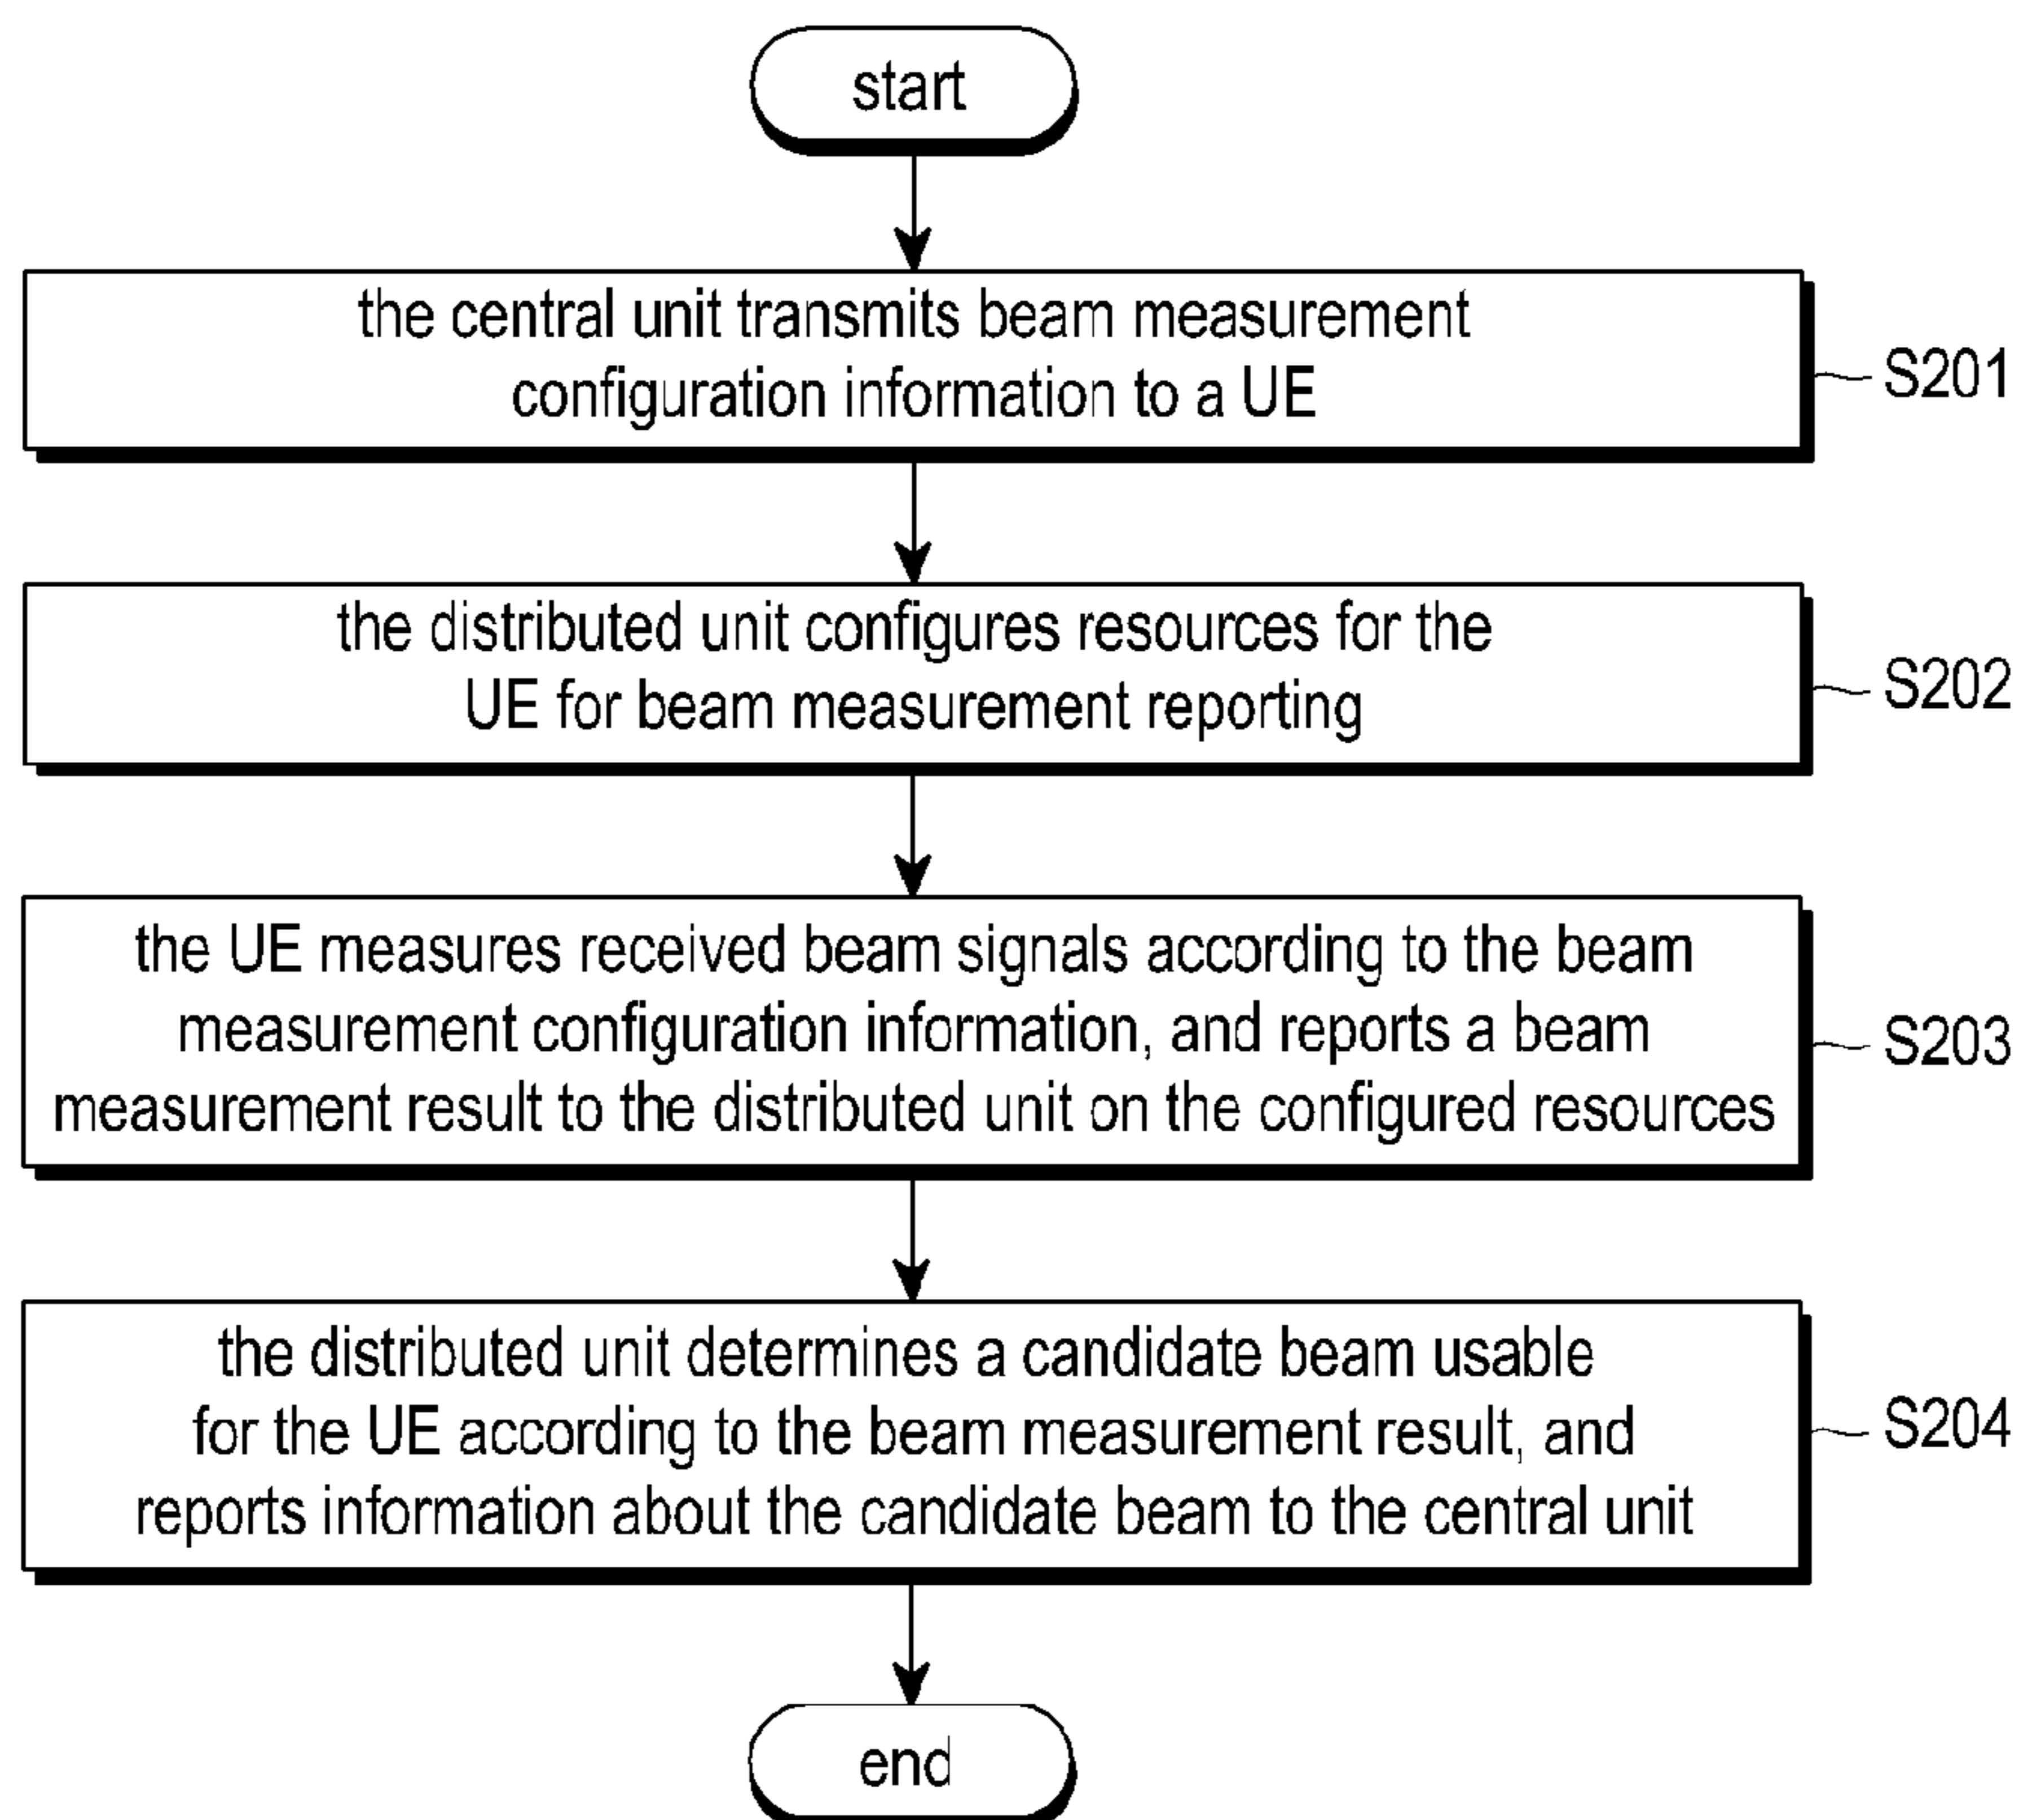 start
the central unit transmits beam measurement
configuration information to a UE
S201
the distributed unit configures resources for the
UE for beam measurement reporting
S202
the UE measures received beam signals according to the beam
measurement configuration information, and reports a beam
measurement result to the distributed unit on the configured resources
S203
the distributed unit determines a candidate beam usable
for the UE according to the beam measurement result, and
reports information about the candidate beam to the central unit
S204
end